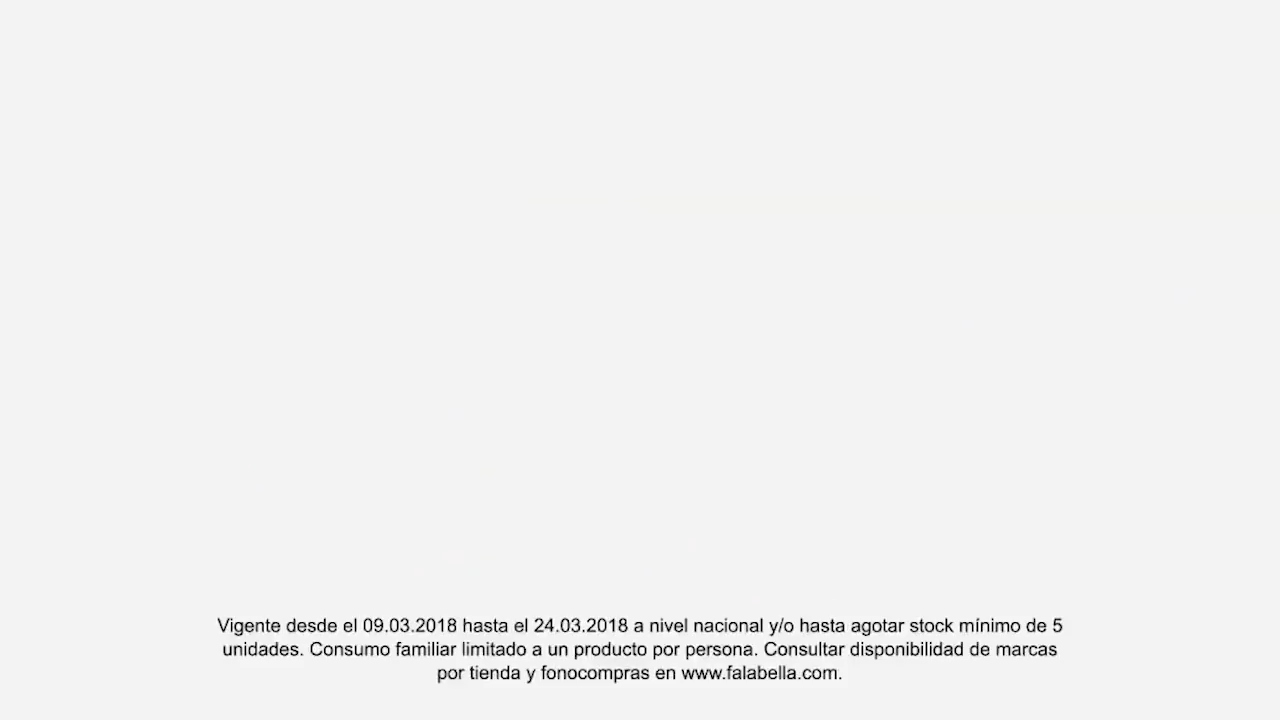 Vigente desde el 09.03.2018 hasta el 24.03.2018 a nivel nacional y/o hasta agotar stock mínimo de 5
unidades. Consumo familiar limitado a un producto por persona. Consultar disponibilidad de marcas
por tienda y fonocompras en www.falabella.com.